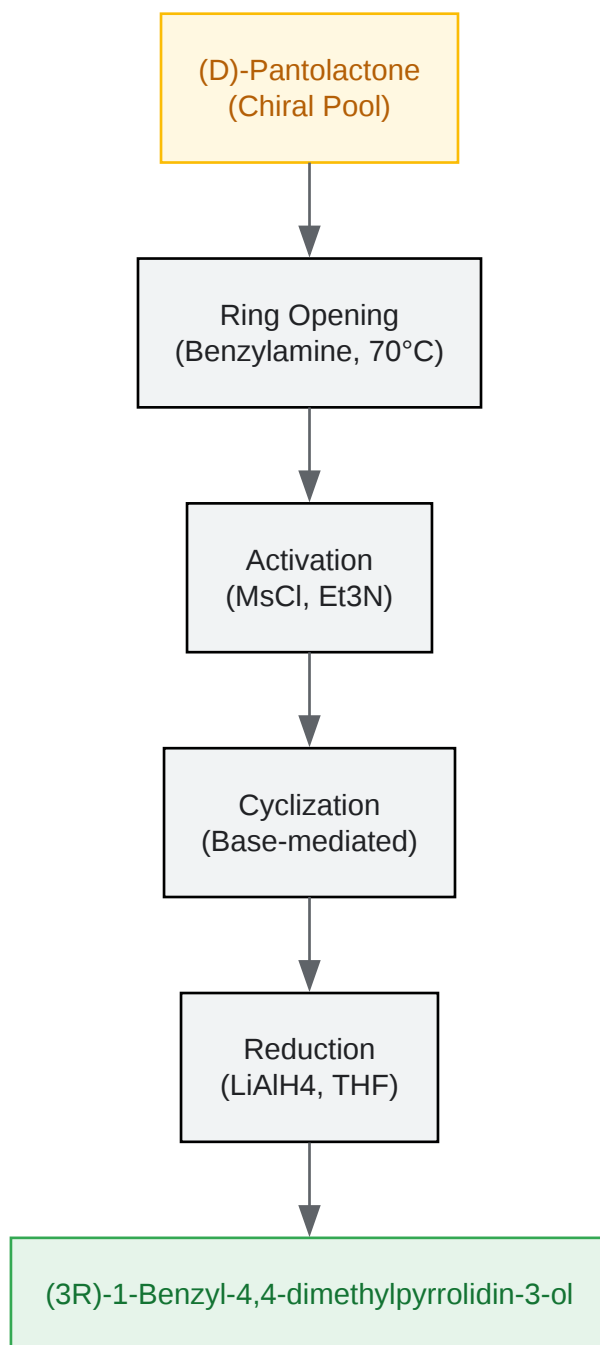 (D)-Pantolactone
(Chiral Pool)
Ring Opening
(Benzylamine, 70°C)
Activation
(MsCl, Et3N)
Cyclization
(Base-mediated)
Reduction
(LiAlH4, THF)
(3R)-1-Benzyl-4,4-dimethylpyrrolidin-3-ol